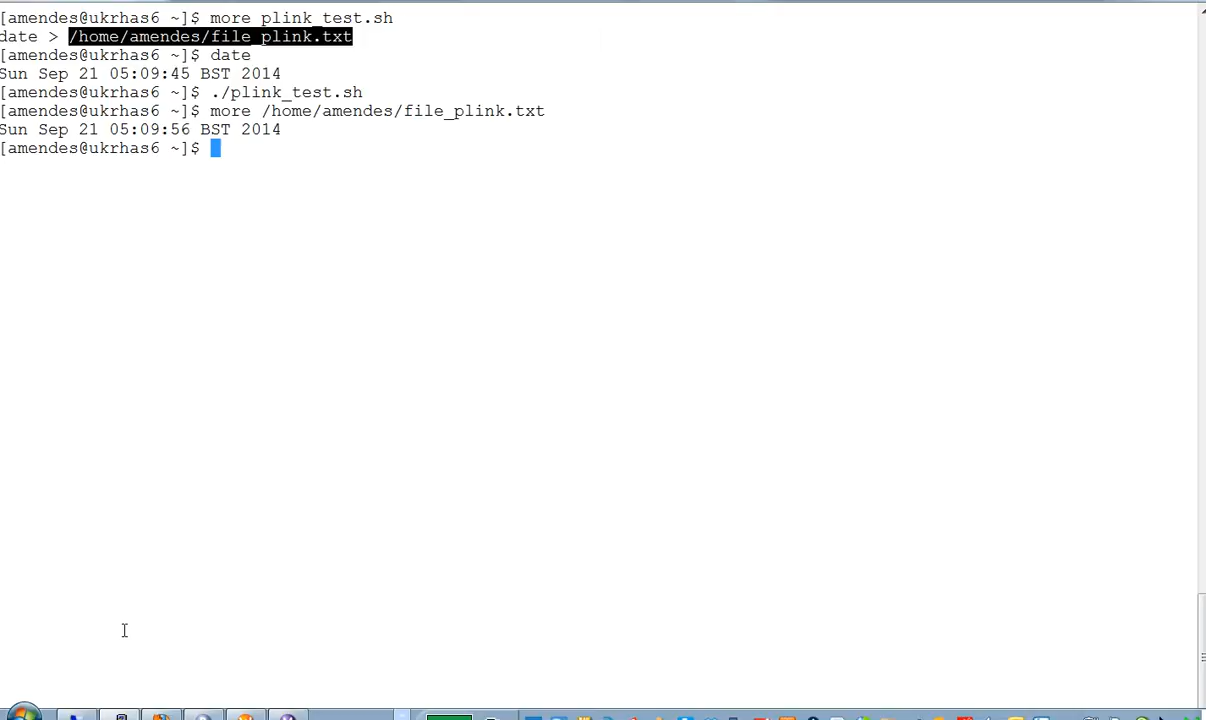 [amendes@ukrhas6 ~]$ more plink_test.sh
date > /home/amendes/file_plink.txt
[amendes@ukrhas6 ~]$ date
Sun Sep 21 05:09:45 BST 2014
[amendes@ukrhas6 ~]$ ./plink_test.sh
[amendes@ukrhas6 ~]$ more /home/amendes/file_plink.txt
Sun Sep 21 05:09:56 BST 2014
[amendes@ukrhas6 ~]$